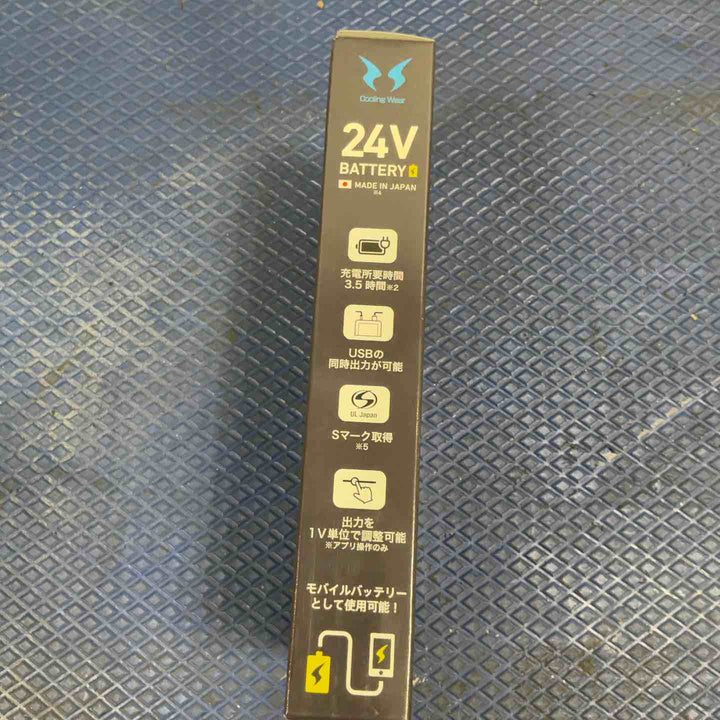 Cooling Wear
24V
BATTERY
MADE IN JAPAN
※4
充電所要時間
3.5 時間※2
USBの
同時出力が可能
UL Japan
Sマーク取得
※5
出力を
1V単位で調整可能
※アプリ操作のみ
モバイルバッテリー
として使用可能!